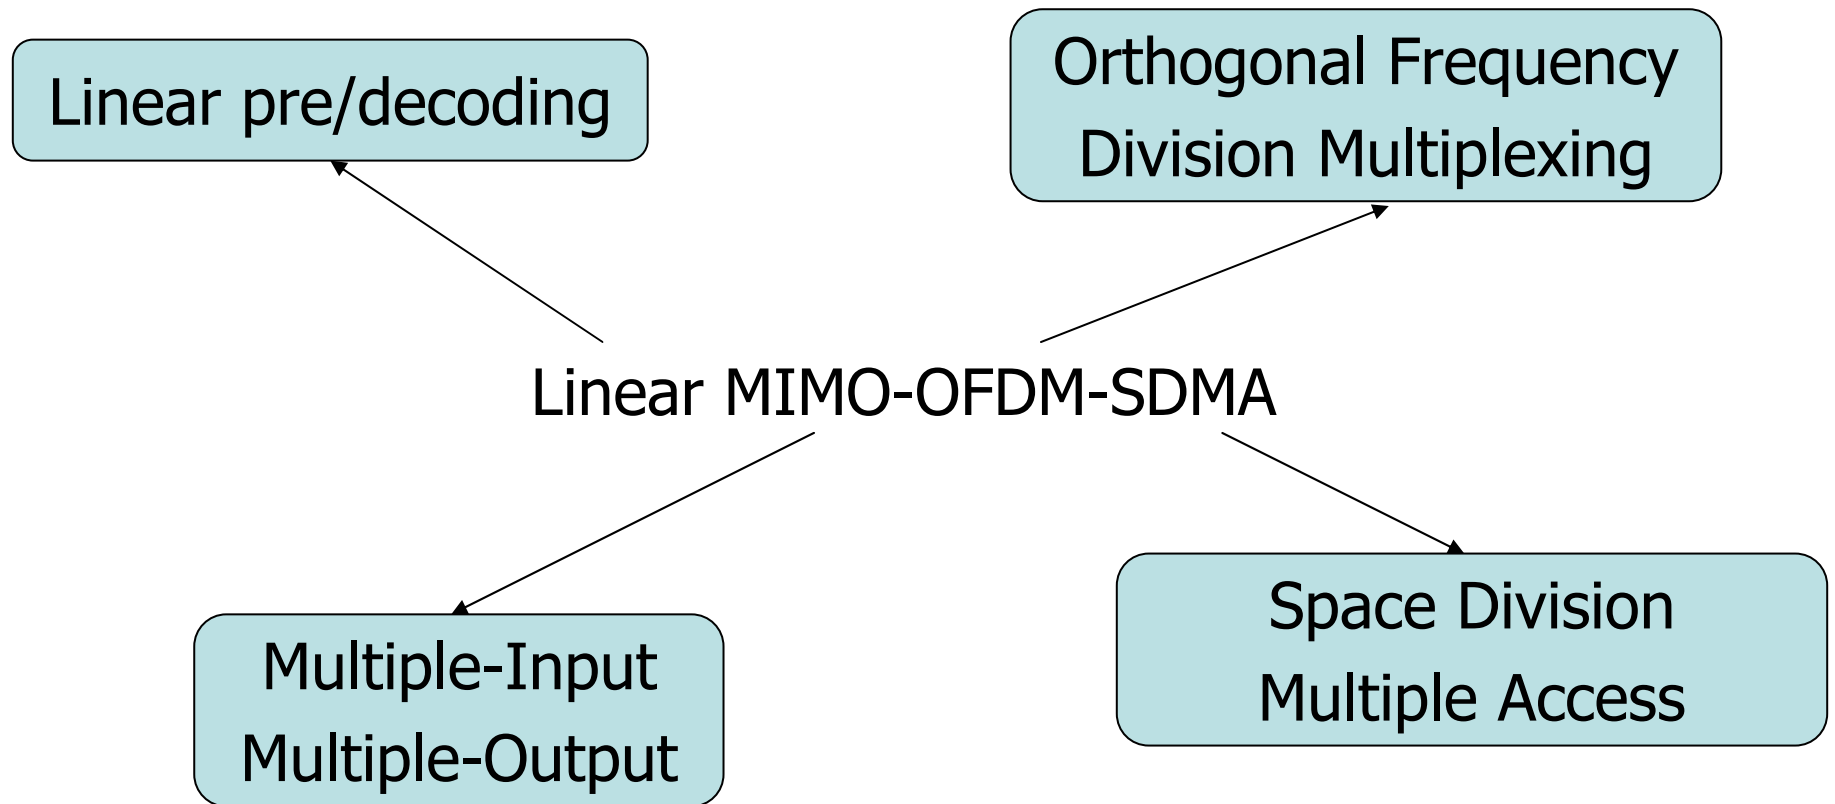 Linear pre/decoding
Orthogonal Frequency
Division Multiplexing
Linear MIMO-OFDM-SDMA
Multiple-Input
Multiple-Output
Space Division
Multiple Access